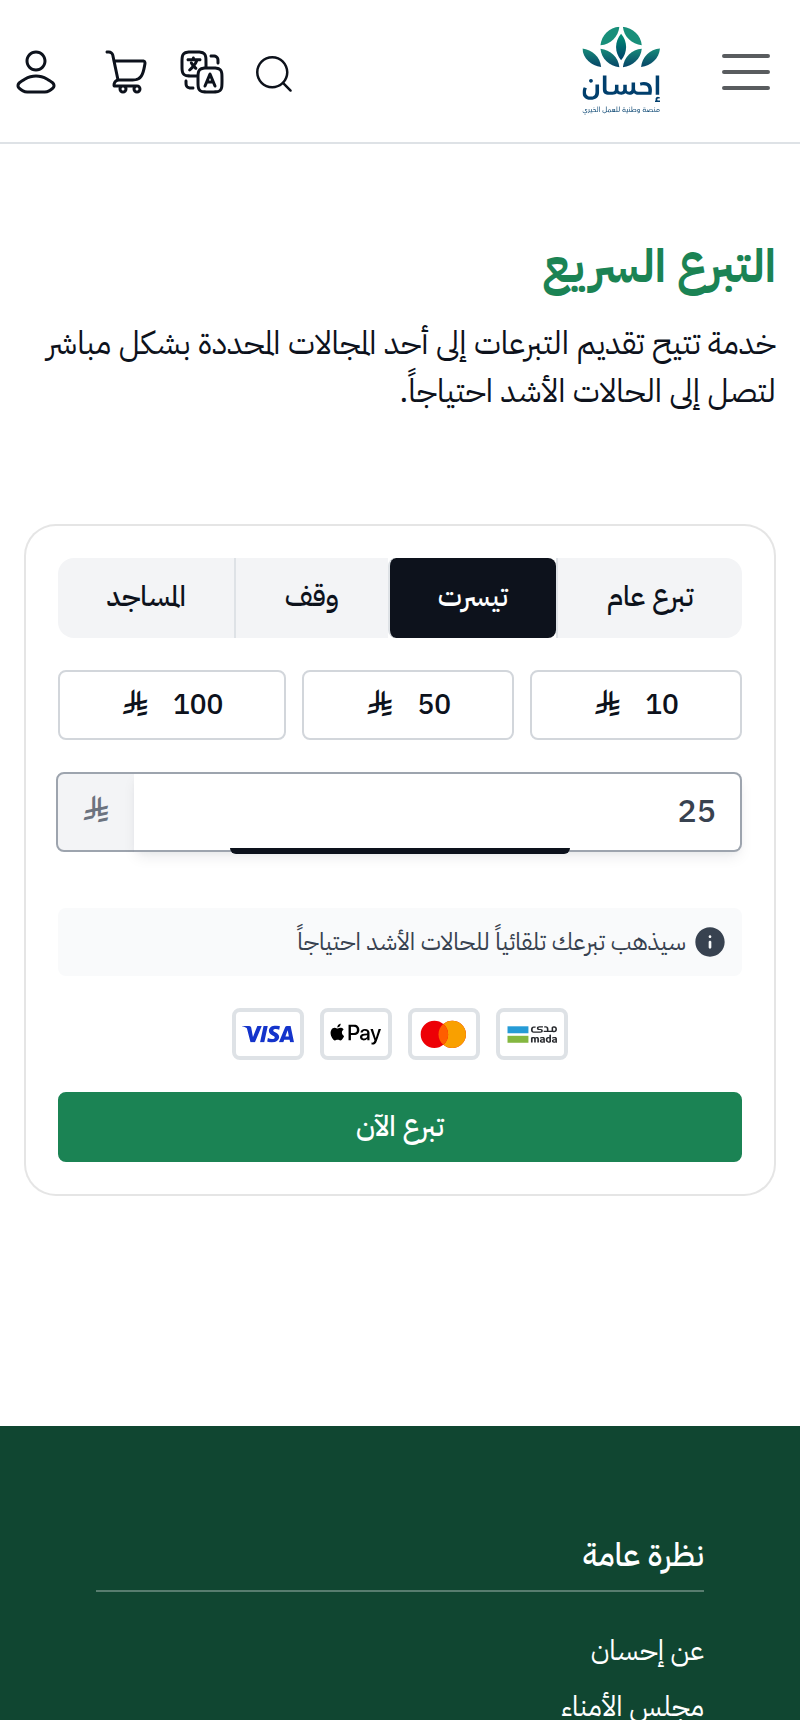 إحسان
منصة وطنية للعمل الخيري
التبرع السريع
خدمة تتيح تقديم التبرعات إلى أحد المجالات المحددة بشكل مباشر
لتصل إلى الحالات الأشد احتياجاً.
تبرع عام
تيسرت
وقف
المساجد
10
50
100
25
سيذهب تبرعك تلقائياً للحالات الأشد احتياجاً
مدى
mada
Pay
VISA
تبرع الآن
نظرة عامة
عن إحسان
مجلس الأمناء